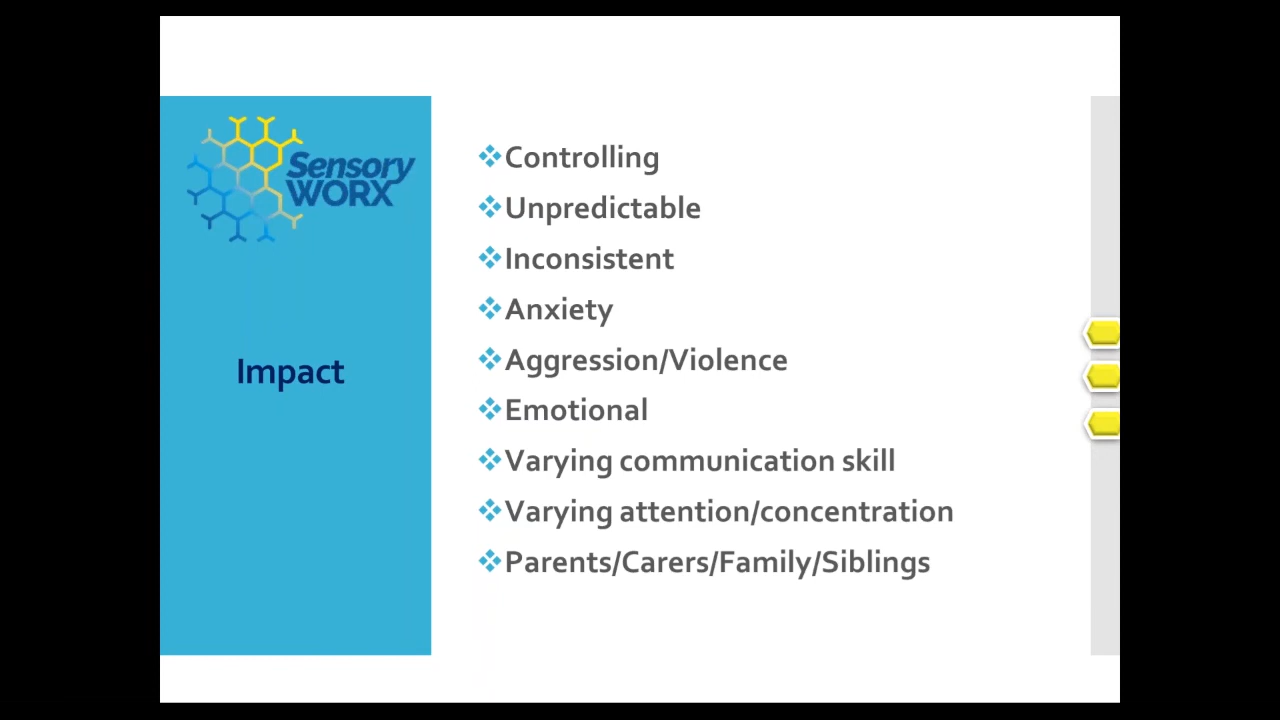 Sensory
WORX
Impact
Controlling
Unpredictable
Inconsistent
Anxiety
Aggression/Violence
Emotional
Varying communication skill
Varying attention/concentration
Parents/Carers/Family/Siblings